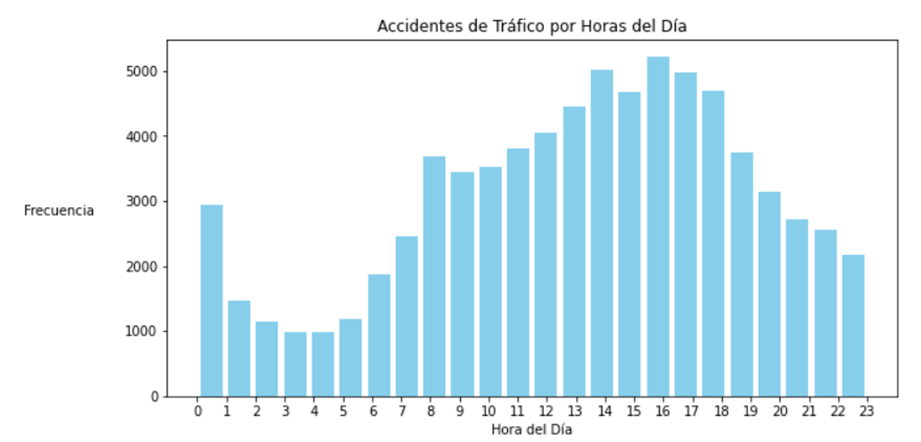 Accidentes de Tráfico por Horas del Día
5000
4000
3000
Frecuencia
2000
1000
0
0 1 2 3 4 5 6 7 8 9 10 11 12 13 14 15 16 17 18 19 20 21 22 23
Hora del Día